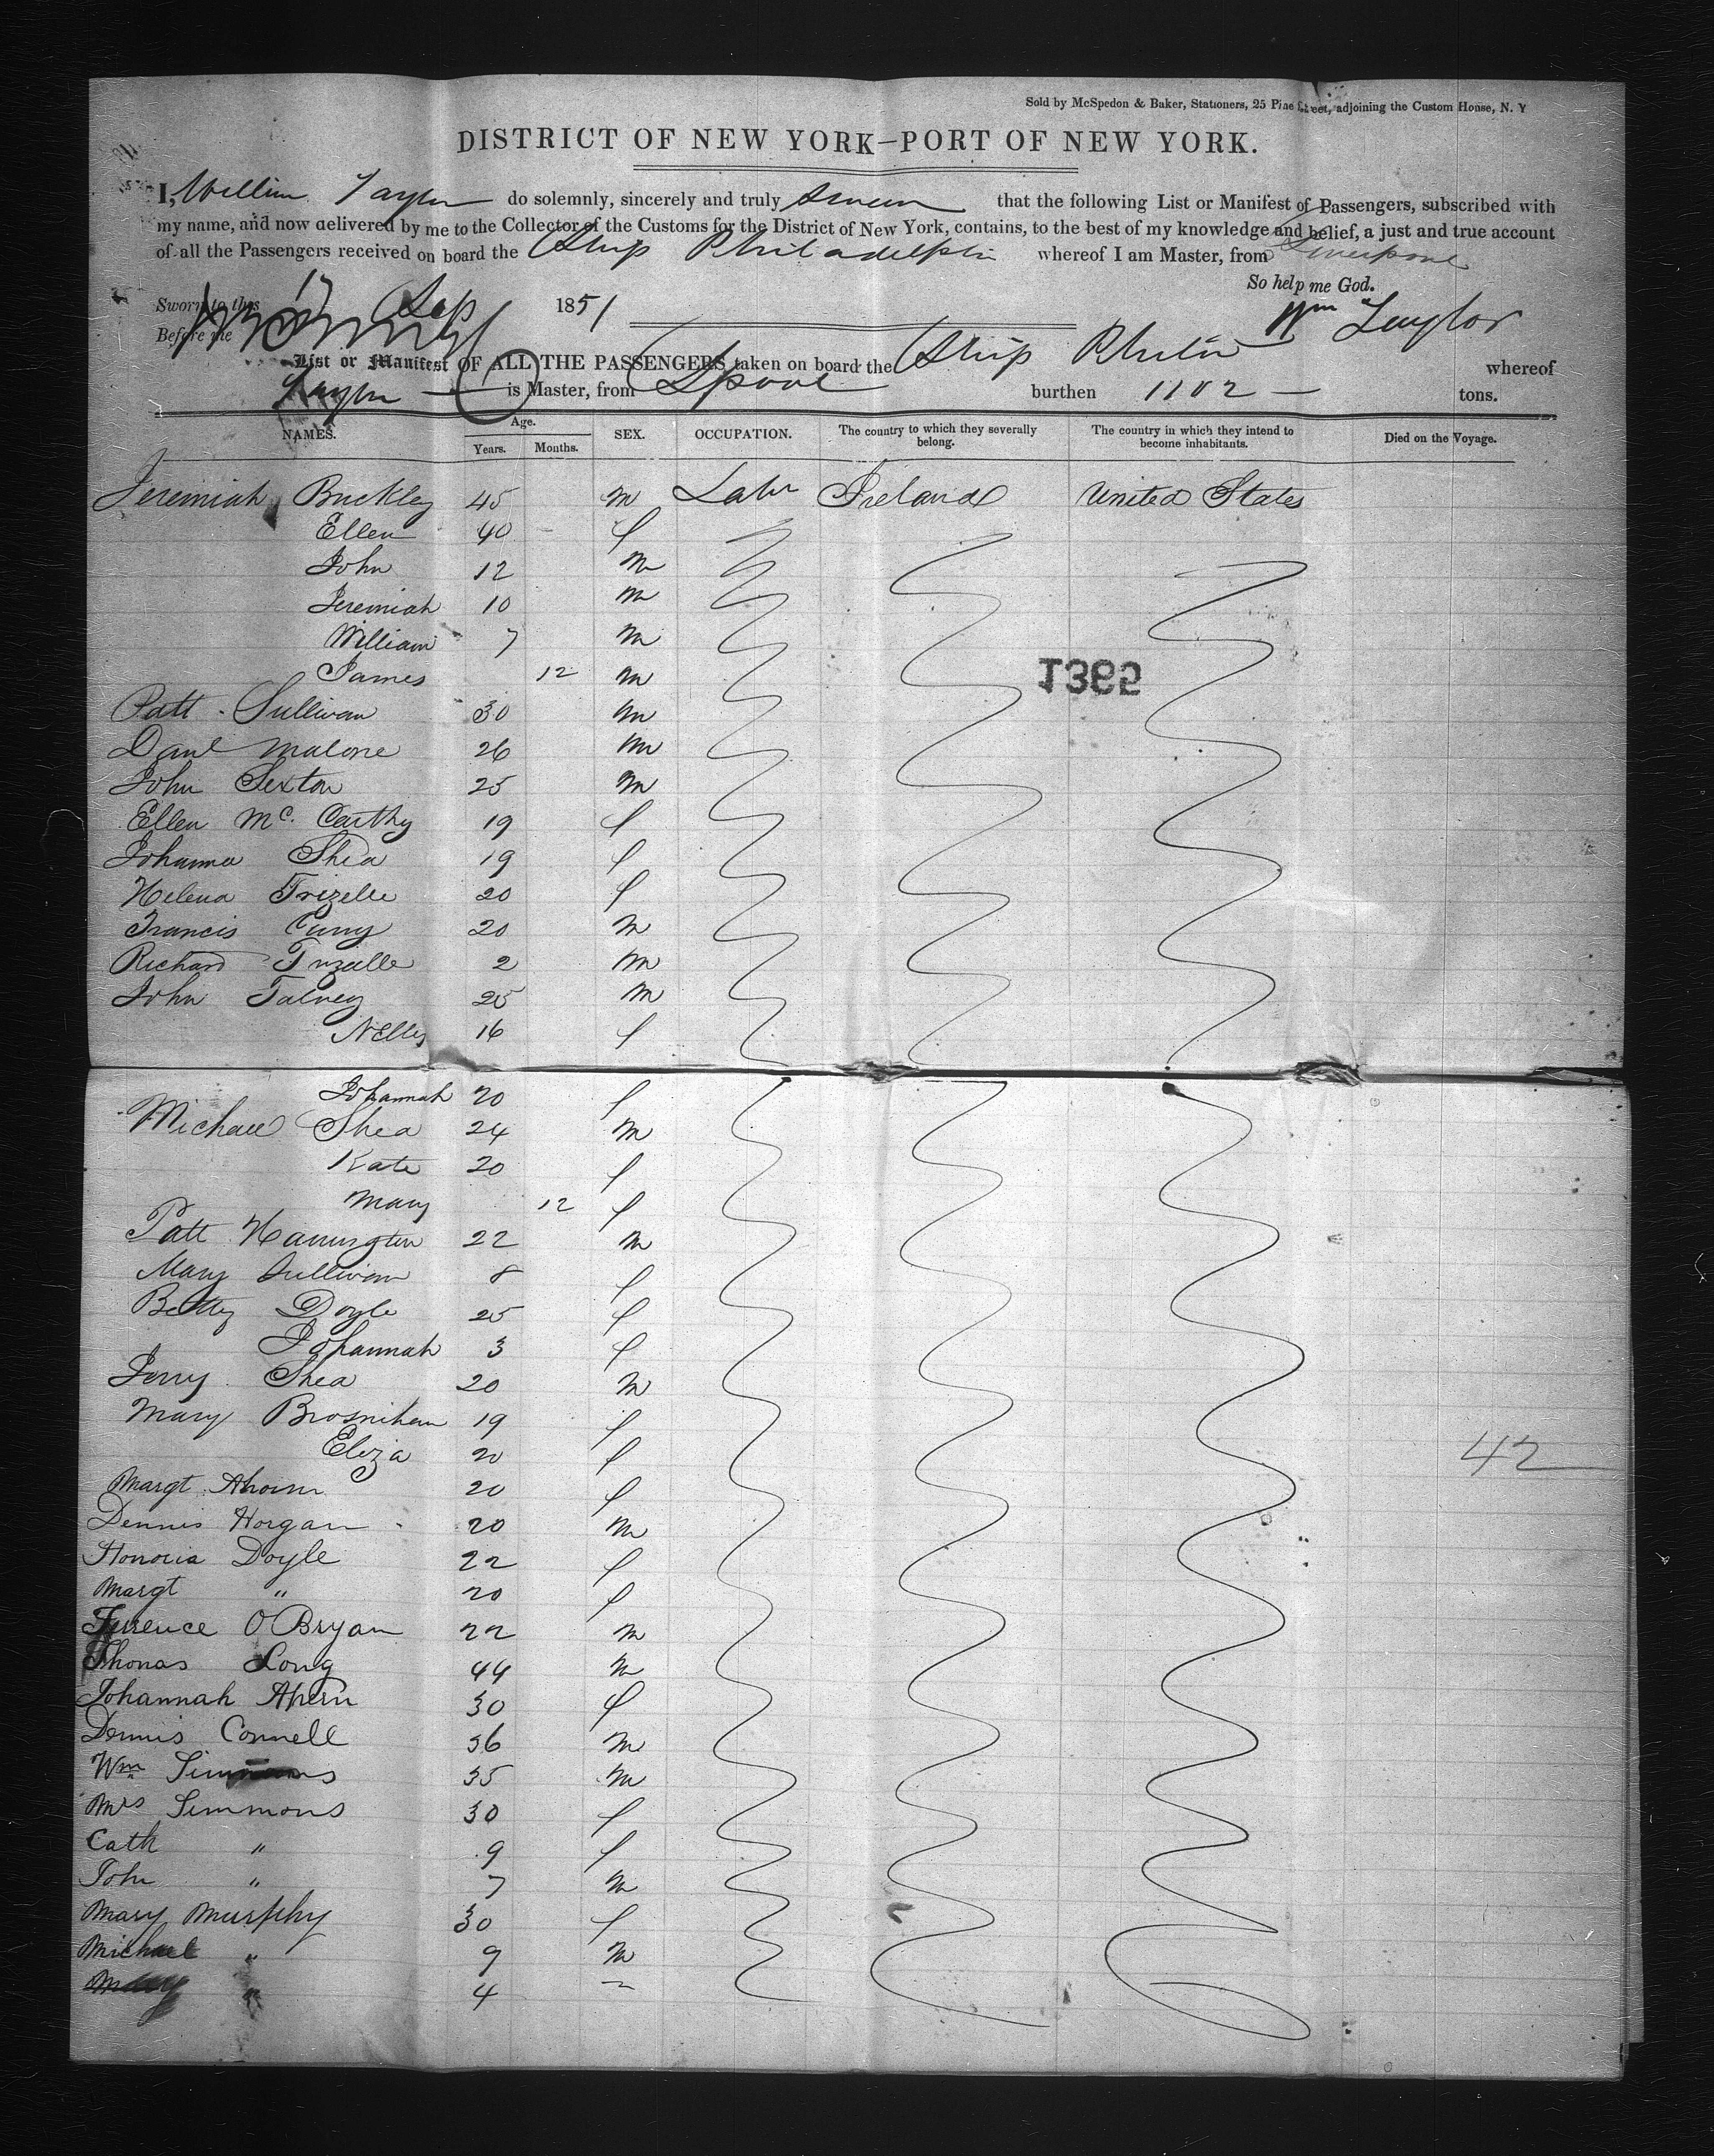 Sold by McSpedon & Baker, Stationers, 25 Pine Street, adjoining the Custom House, N. Y
DISTRICT OF NEW YORK—PORT OF NEW YORK.
I, William Taylor do solemnly, sincerely and truly swear that the following List or Manifest of Passengers, subscribed with
my name, and now delivered by me to the Collector of the Customs for the District of New York, contains, to the best of my knowledge and belief, a just and true account
of all the Passengers received on board the Ship Philadelphia whereof I am Master, from Liverpool
So help me God.
Sworn to this 17 Sep 1851
Wm Taylor
Before me
List or Manifest OF ALL THE PASSENGERS taken on board the Ship Phila whereof
Taylor is Master, from Lpool burthen 1102 tons.
NAMES. Age. Years. Months. SEX. OCCUPATION. The country to which they severally belong. The country in which they intend to become inhabitants. Died on the Voyage.
Jeremiah Buckley 45 m Labr Ireland United States
Ellen 40 - f
John 12 m
Jeremiah 10 m
William 7 m
James 12 m
1365
Patt Sullivan 30 m
Danl Malone 26 m
John Sexton 25 m
Ellen Mc. Carthy 19 f
Johanna Shea 19 f
Helena Frizelle 20 f
Francis Curry 20 m
Richard Frizelle 2 m
John Falvey 25 m
Nelly 16 f
Johannah 20 f
Michael Shea 24 m
Kate 20 f
Mary 12 f
Patt Harrington 22 m
Mary Sullivan 8 f
Betty Doyle 25 f
Johannah 3 f
Jerry Shea 20 m
Mary Brosnihan 19 f
Eliza 20 f
42
Margt Ahern 20 f
Dennis Horgan 20 m
Honoria Doyle 22 f
Margt " 20 f
Terence O'Bryan 22 m
Thomas Long 44 m
Johannah Ahern 30 f
Dennis Connell 36 m
Wm Simmons 35 m
Mrs Simmons 30 f
Cath " 9 f
John " 7 m
Mary Murphy 30 f
Michael " 9 m
Mary " 4